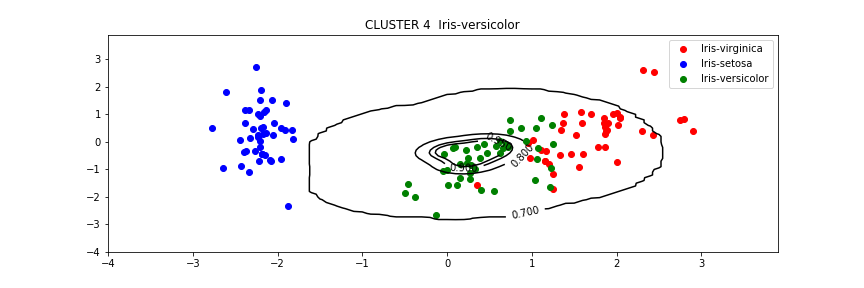 CLUSTER 4  Iris-versicolor
Iris-virginica
Iris-setosa
Iris-versicolor
3
2
1
0
−1
−2
−3
−4
0.800
0.700
−4 −3 −2 −1 0 1 2 3